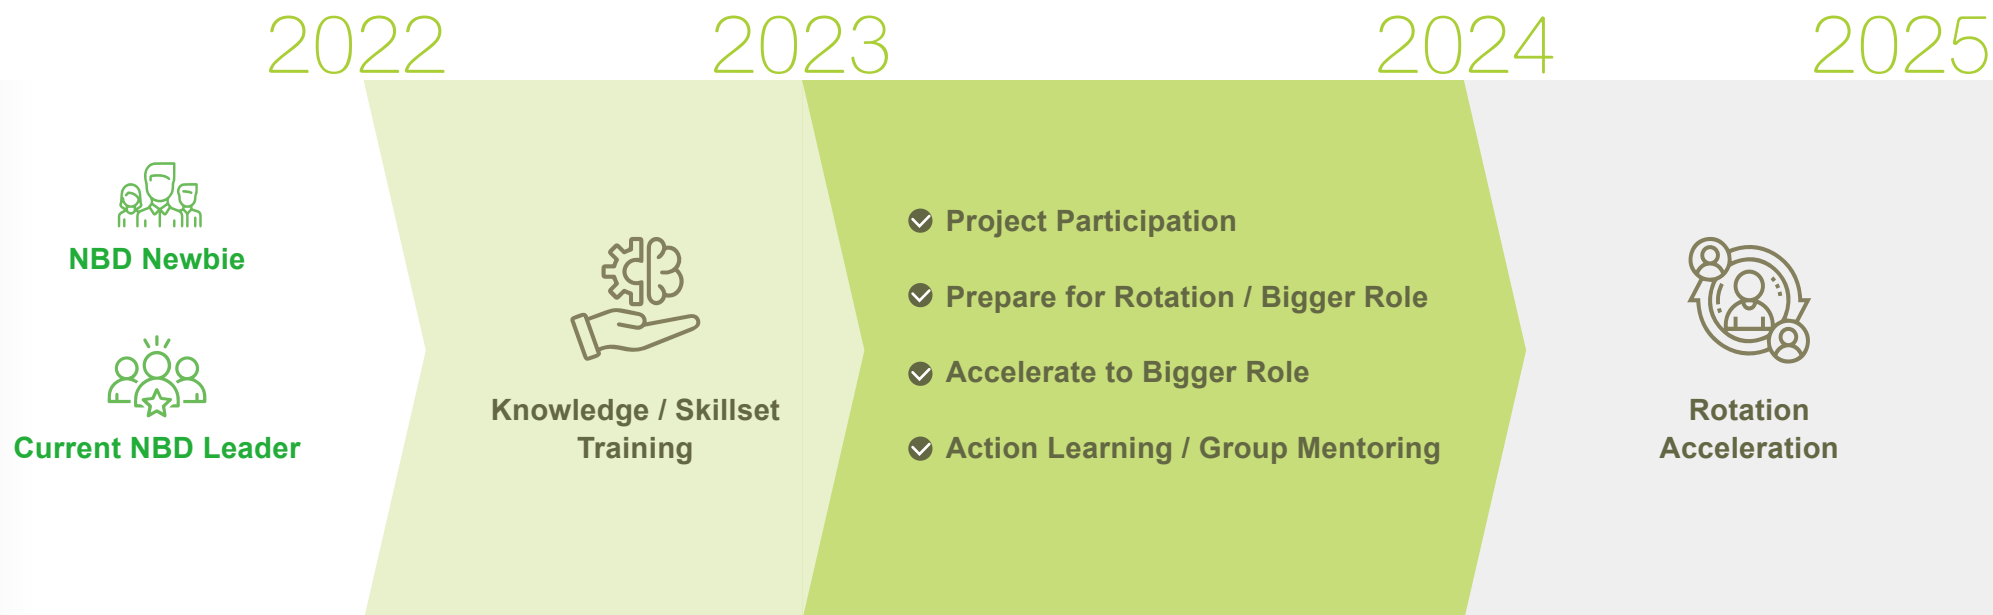 2022
2023
2024
2025
NBD Newbie
Current NBD Leader
Knowledge / Skillset
Training
Project Participation
Prepare for Rotation / Bigger Role
Accelerate to Bigger Role
Action Learning / Group Mentoring
Rotation
Acceleration